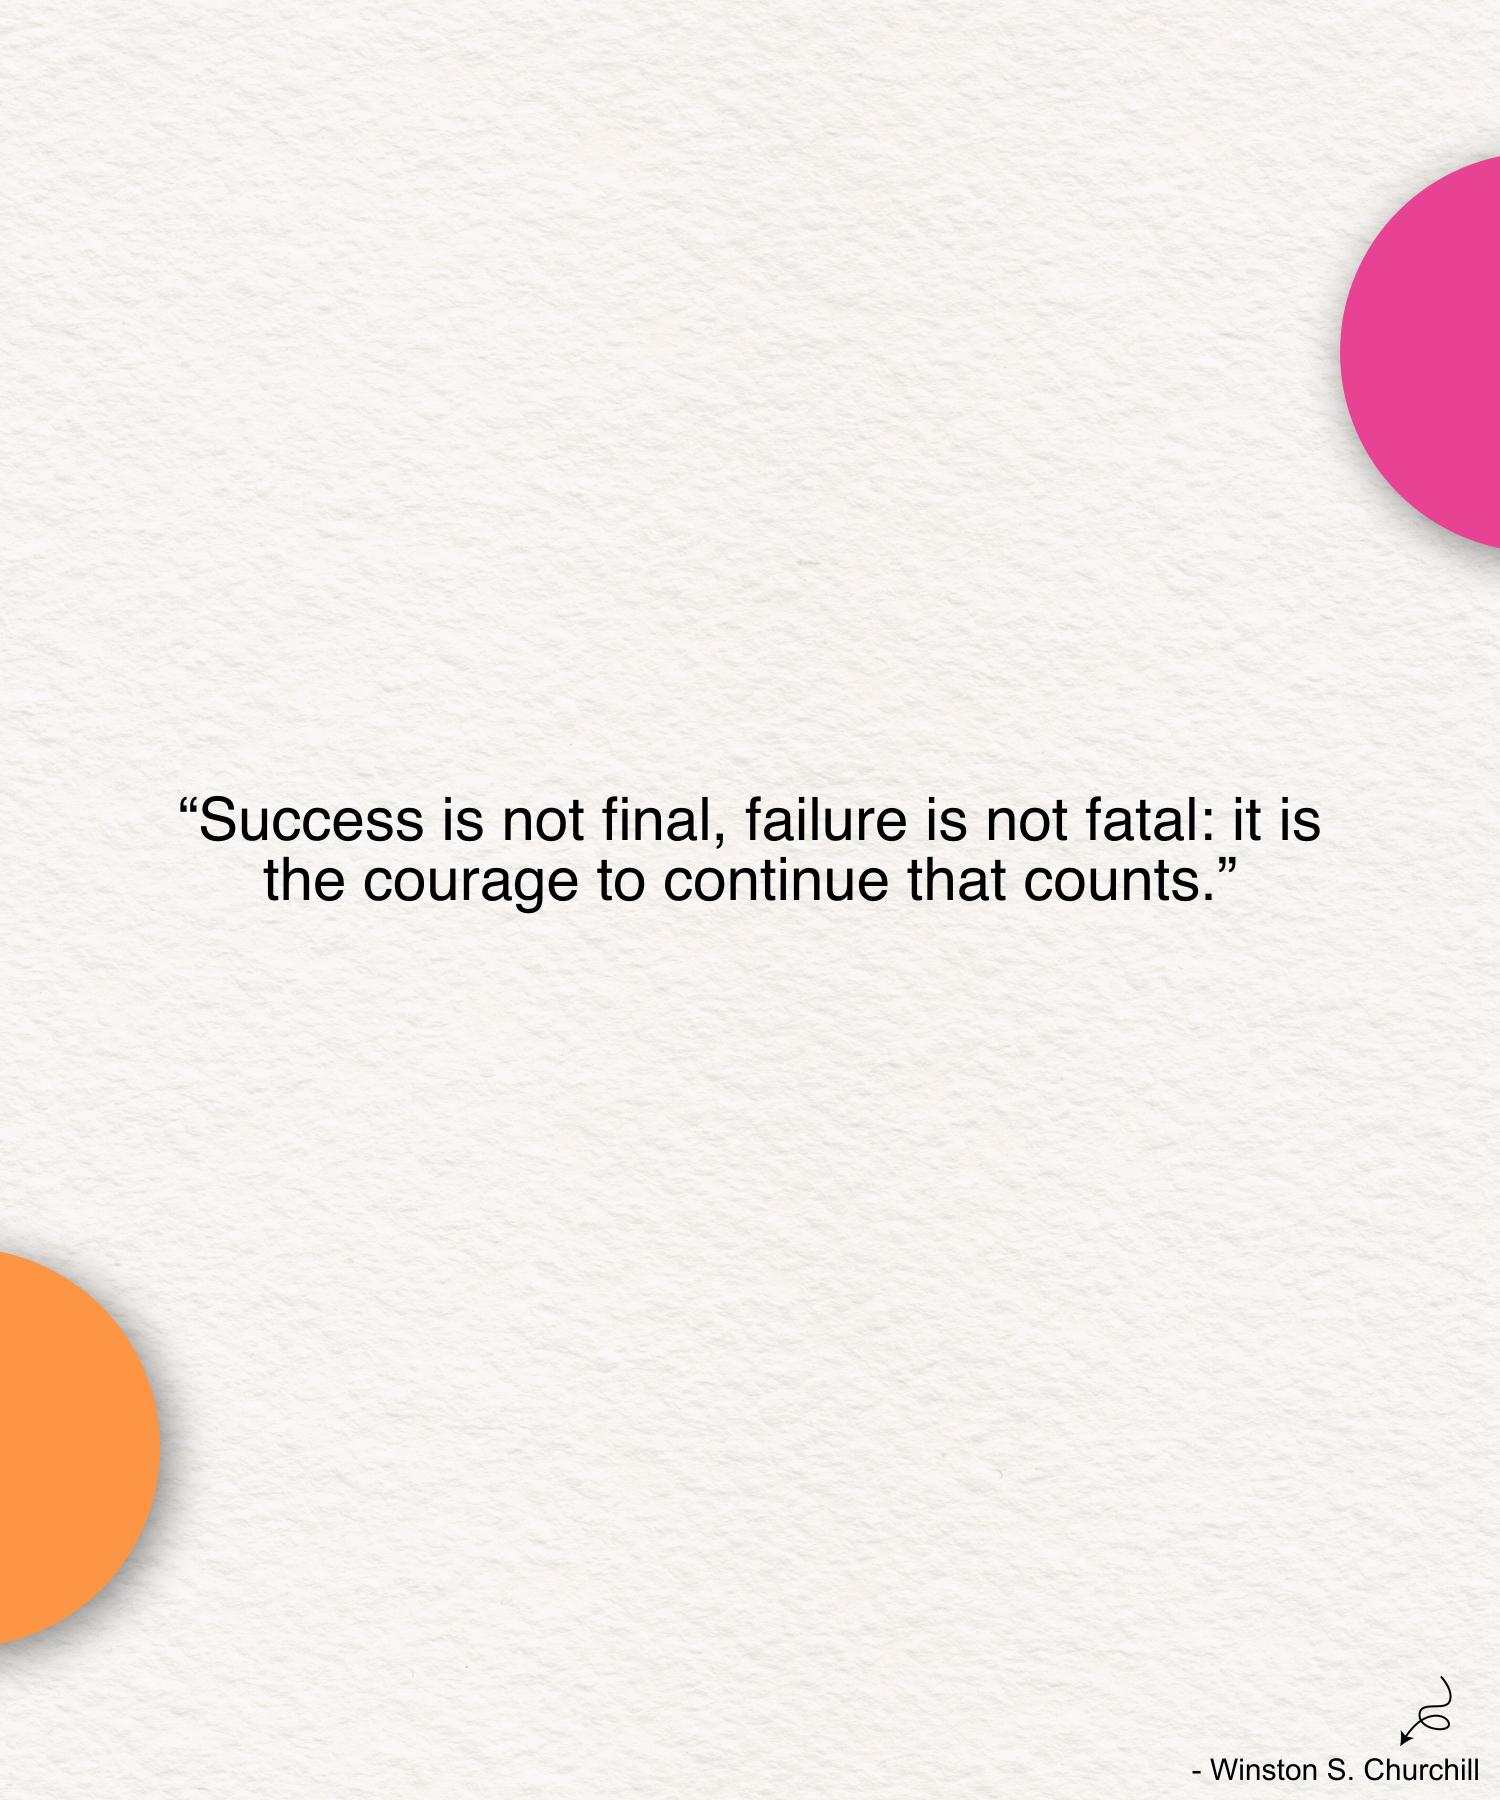 “Success is not final, failure is not fatal: it is
the courage to continue that counts.”
- Winston S. Churchill